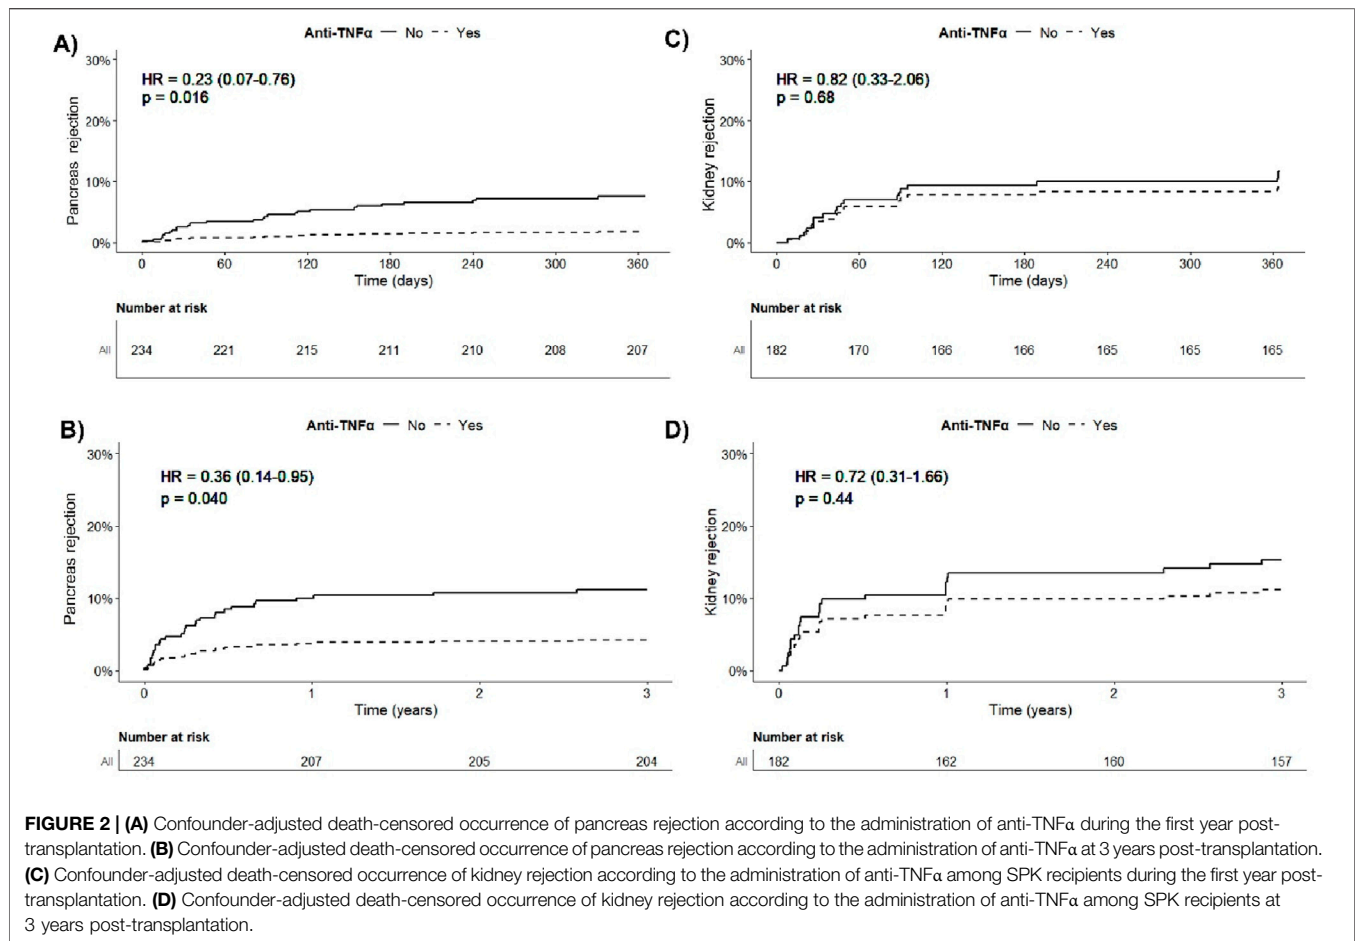 A)
Anti-TNFα — No - - Yes
30%
20%
10%
0%
Pancreas rejection
HR = 0.23 (0.07-0.76)
p = 0.016
0 60 120 180 240 300 360
Time (days)
Number at risk
All 234 221 215 211 210 208 207
C)
Anti-TNFα — No - - Yes
30%
20%
10%
0%
Kidney rejection
HR = 0.82 (0.33-2.06)
p = 0.68
0 60 120 180 240 300 360
Time (days)
Number at risk
All 182 170 166 166 165 165 165
B)
Anti-TNFα — No - - Yes
30%
20%
10%
0%
Pancreas rejection
HR = 0.36 (0.14-0.95)
p = 0.040
0 1 2 3
Time (years)
Number at risk
All 234 207 205 204
D)
Anti-TNFα — No - - Yes
30%
20%
10%
0%
Kidney rejection
HR = 0.72 (0.31-1.66)
p = 0.44
0 1 2 3
Time (years)
Number at risk
All 182 162 160 157
FIGURE 2 | (A) Confounder-adjusted death-censored occurrence of pancreas rejection according to the administration of anti-TNFα during the first year post-
transplantation. (B) Confounder-adjusted death-censored occurrence of pancreas rejection according to the administration of anti-TNFα at 3 years post-transplantation.
(C) Confounder-adjusted death-censored occurrence of kidney rejection according to the administration of anti-TNFα among SPK recipients during the first year post-
transplantation. (D) Confounder-adjusted death-censored occurrence of kidney rejection according to the administration of anti-TNFα among SPK recipients at
3 years post-transplantation.